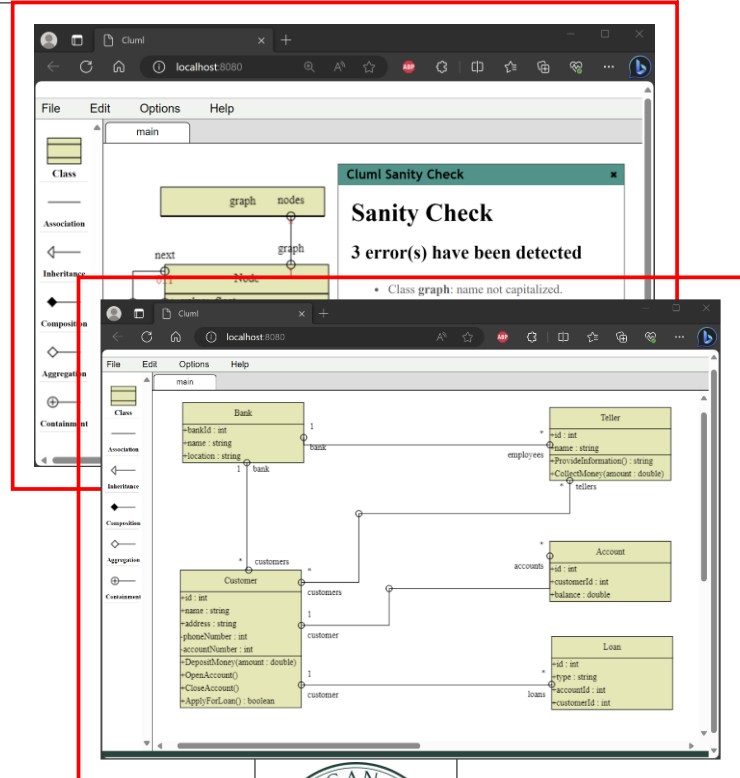 Cluml
localhost:8080
File Edit Options Help
main
Class
Association
Inheritance
Composition
Aggregation
Containment
graph nodes
next graph
0..1 Node
Cluml Sanity Check
Sanity Check
3 error(s) have been detected
• Class graph: name not capitalized.
Cluml
localhost:8080
File Edit Options Help
main
Class
Association
Inheritance
Composition
Aggregation
Containment
Bank
+bankId : int
+name : string
+location : string
1
bank
1 bank
*
employees
Teller
+id : int
+name : string
+ProvideInformation() : string
+CollectMoney(amount : double)
* tellers
* customers
Customer
+id : int
+name : string
+address : string
-phoneNumber : int
-accountNumber : int
+DepositMoney(amount : double)
+OpenAccount()
+CloseAccount()
+ApplyForLoan() : boolean
*
customers
1
customer
1
customer
*
accounts
Account
+id : int
+customerId : int
+balance : double
*
loans
Loan
+id : int
+type : string
+accountId : int
+customerId : int